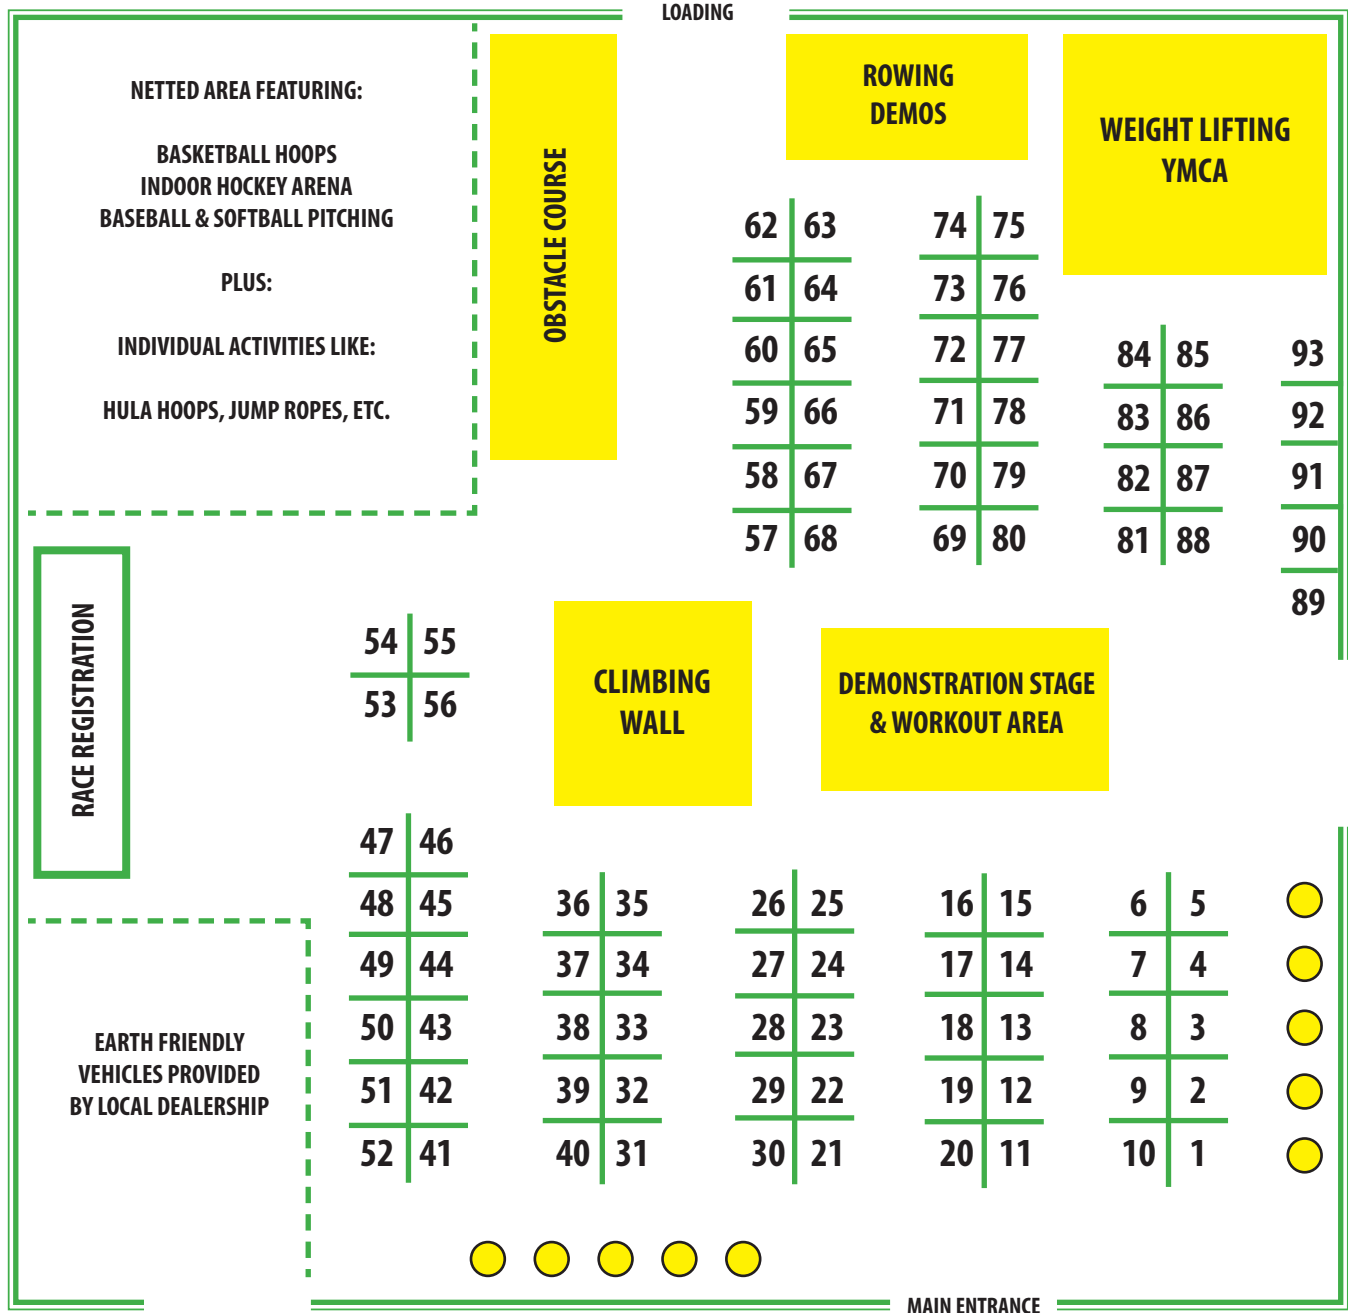 LOADING
NETTED AREA FEATURING:
BASKETBALL HOOPS
INDOOR HOCKEY ARENA
BASEBALL & SOFTBALL PITCHING
PLUS:
INDIVIDUAL ACTIVITIES LIKE:
HULA HOOPS, JUMP ROPES, ETC.
OBSTACLE COURSE
ROWING
DEMOS
WEIGHT LIFTING
YMCA
62 63
61 64
60 65
59 66
58 67
57 68
74 75
73 76
72 77
71 78
70 79
69 80
84 85
83 86
82 87
81 88
93
92
91
90
89
RACE REGISTRATION
54 55
53 56
CLIMBING
WALL
DEMONSTRATION STAGE
& WORKOUT AREA
47 46
48 45
49 44
50 43
51 42
52 41
36 35
37 34
38 33
39 32
40 31
26 25
27 24
28 23
29 22
30 21
16 15
17 14
18 13
19 12
20 11
6 5
7 4
8 3
9 2
10 1
EARTH FRIENDLY
VEHICLES PROVIDED
BY LOCAL DEALERSHIP
MAIN ENTRANCE